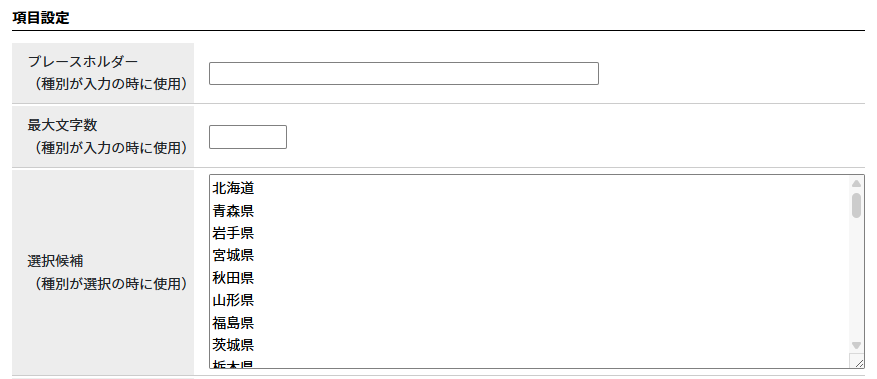 項目設定
プレースホルダー
（種別が入力の時に使用）
最大文字数
（種別が入力の時に使用）
選択候補
（種別が選択の時に使用）
北海道
青森県
岩手県
宮城県
秋田県
山形県
福島県
茨城県
栃木県